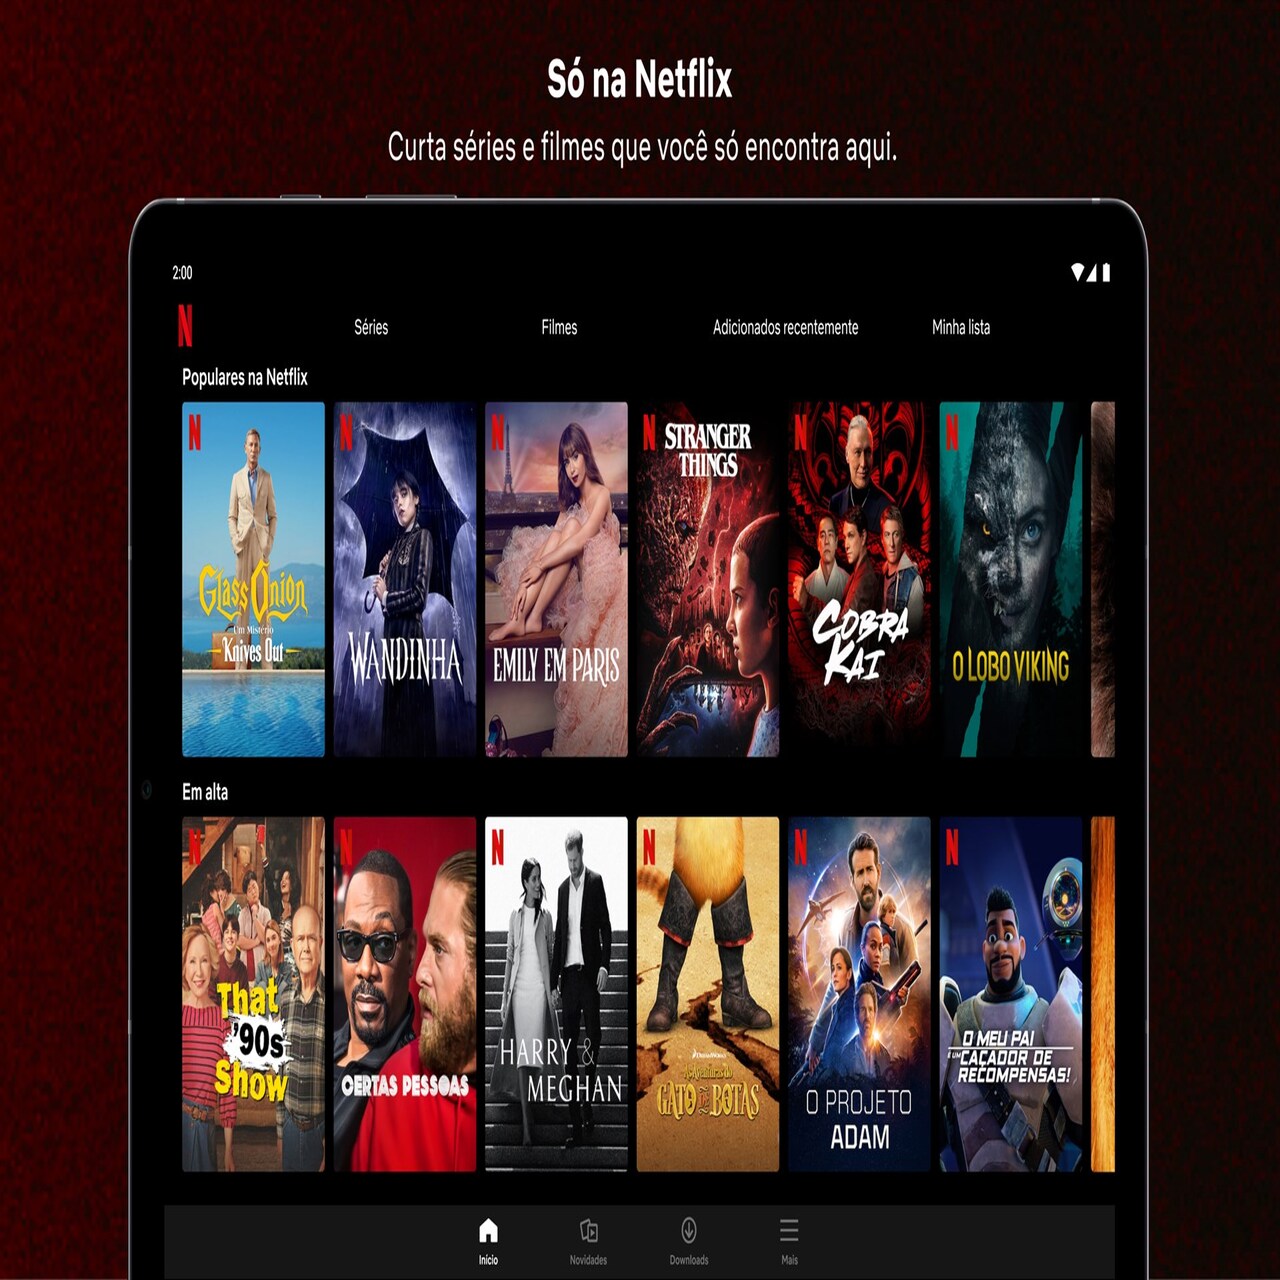 Só na Netflix
Curta séries e filmes que você só encontra aqui.
2:00
N
Séries
Filmes
Adicionados recentemente
Minha lista
Populares na Netflix
N
Glass Onion
Um Mistério
Knives Out
N
WANDINHA
N
EMILY EM PARIS
N
STRANGER
THINGS
N
COBRA
KAI
N
O LOBO VIKING
Em alta
N
That
'90s
Show
N
CERTAS PESSOAS
N
HARRY &
MEGHAN
N
DREAMWORKS
As Aventuras do
GATO DE BOTAS
N
O PROJETO
ADAM
N
O MEU PAI
É UM CAÇADOR DE
RECOMPENSAS!
Início
Novidades
Downloads
Mais